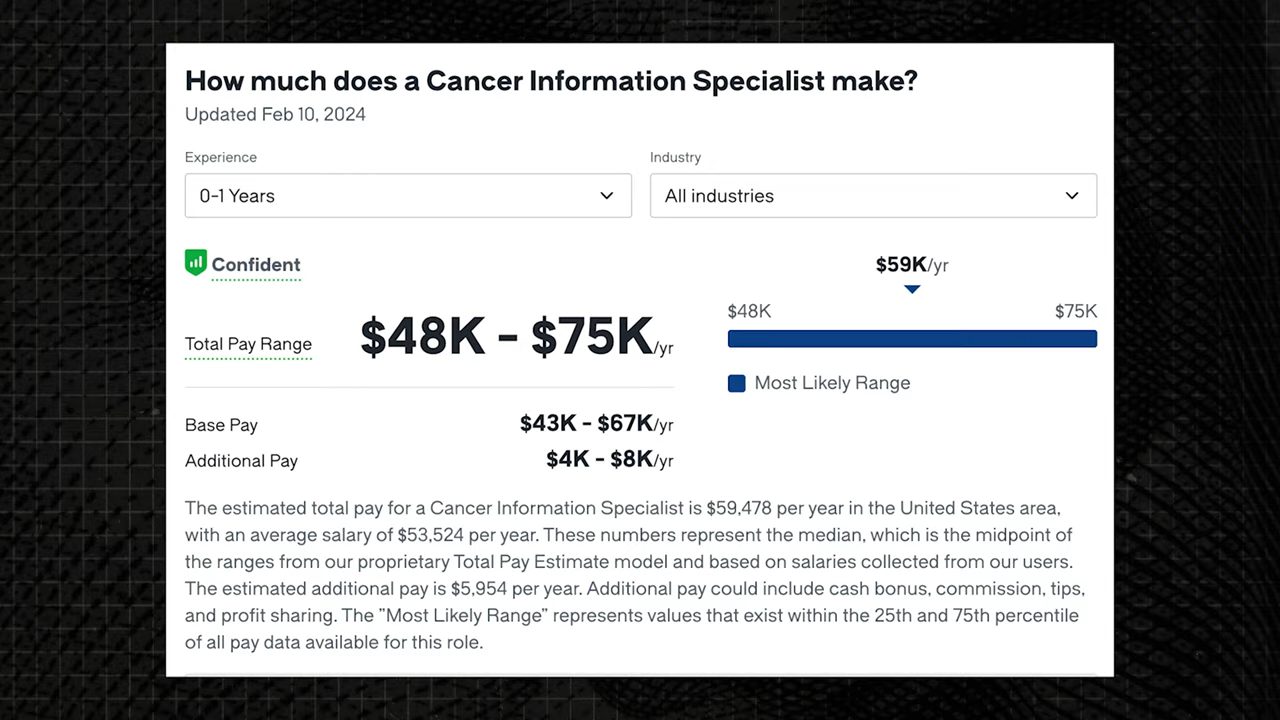 How much does a Cancer Information Specialist make?
Updated Feb 10, 2024
Experience
Industry
0-1 Years
All industries
Confident
$59K/yr
$48K
$75K
Total Pay Range
$48K - $75K/yr
Most Likely Range
Base Pay
$43K - $67K/yr
Additional Pay
$4K - $8K/yr
The estimated total pay for a Cancer Information Specialist is $59,478 per year in the United States area,
with an average salary of $53,524 per year. These numbers represent the median, which is the midpoint of
the ranges from our proprietary Total Pay Estimate model and based on salaries collected from our users.
The estimated additional pay is $5,954 per year. Additional pay could include cash bonus, commission, tips,
and profit sharing. The "Most Likely Range" represents values that exist within the 25th and 75th percentile
of all pay data available for this role.